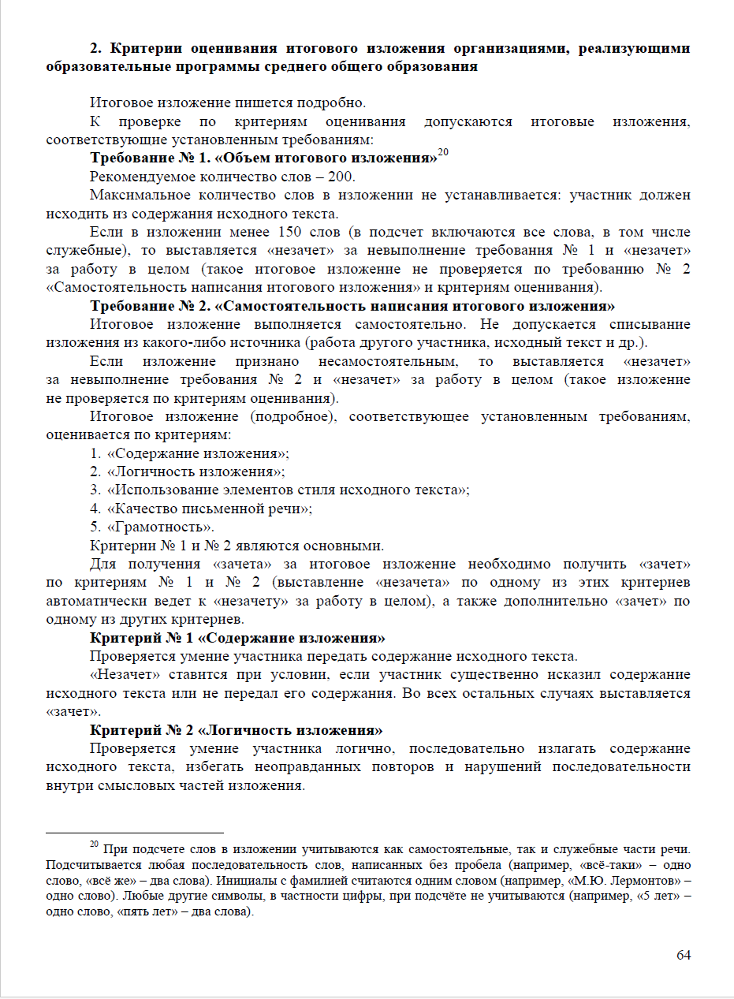 2. Критерии оценивания итогового изложения организациями, реализующими
образовательные программы среднего общего образования
Итоговое изложение пишется подробно.
К проверке по критериям оценивания допускаются итоговые изложения,
соответствующие установленным требованиям:
Требование № 1. «Объем итогового изложения»20
Рекомендуемое количество слов – 200.
Максимальное количество слов в изложении не устанавливается: участник должен
исходить из содержания исходного текста.
Если в изложении менее 150 слов (в подсчет включаются все слова, в том числе
служебные), то выставляется «незачет» за невыполнение требования № 1 и «незачет»
за работу в целом (такое итоговое изложение не проверяется по требованию № 2
«Самостоятельность написания итогового изложения» и критериям оценивания).
Требование № 2. «Самостоятельность написания итогового изложения»
Итоговое изложение выполняется самостоятельно. Не допускается списывание
изложения из какого-либо источника (работа другого участника, исходный текст и др.).
Если изложение признано несамостоятельным, то выставляется «незачет»
за невыполнение требования № 2 и «незачет» за работу в целом (такое изложение
не проверяется по критериям оценивания).
Итоговое изложение (подробное), соответствующее установленным требованиям,
оценивается по критериям:
1. «Содержание изложения»;
2. «Логичность изложения»;
3. «Использование элементов стиля исходного текста»;
4. «Качество письменной речи»;
5. «Грамотность».
Критерии № 1 и № 2 являются основными.
Для получения «зачета» за итоговое изложение необходимо получить «зачет»
по критериям № 1 и № 2 (выставление «незачета» по одному из этих критериев
автоматически ведет к «незачету» за работу в целом), а также дополнительно «зачет» по
одному из других критериев.
Критерий № 1 «Содержание изложения»
Проверяется умение участника передать содержание исходного текста.
«Незачет» ставится при условии, если участник существенно исказил содержание
исходного текста или не передал его содержания. Во всех остальных случаях выставляется
«зачет».
Критерий № 2 «Логичность изложения»
Проверяется умение участника логично, последовательно излагать содержание
исходного текста, избегать неоправданных повторов и нарушений последовательности
внутри смысловых частей изложения.
20 При подсчете слов в изложении учитываются как самостоятельные, так и служебные части речи.
Подсчитывается любая последовательность слов, написанных без пробела (например, «всё-таки» – одно
слово, «всё же» – два слова). Инициалы с фамилией считаются одним словом (например, «М.Ю. Лермонтов» –
одно слово). Любые другие символы, в частности цифры, при подсчёте не учитываются (например, «5 лет» –
одно слово, «пять лет» – два слова).
64